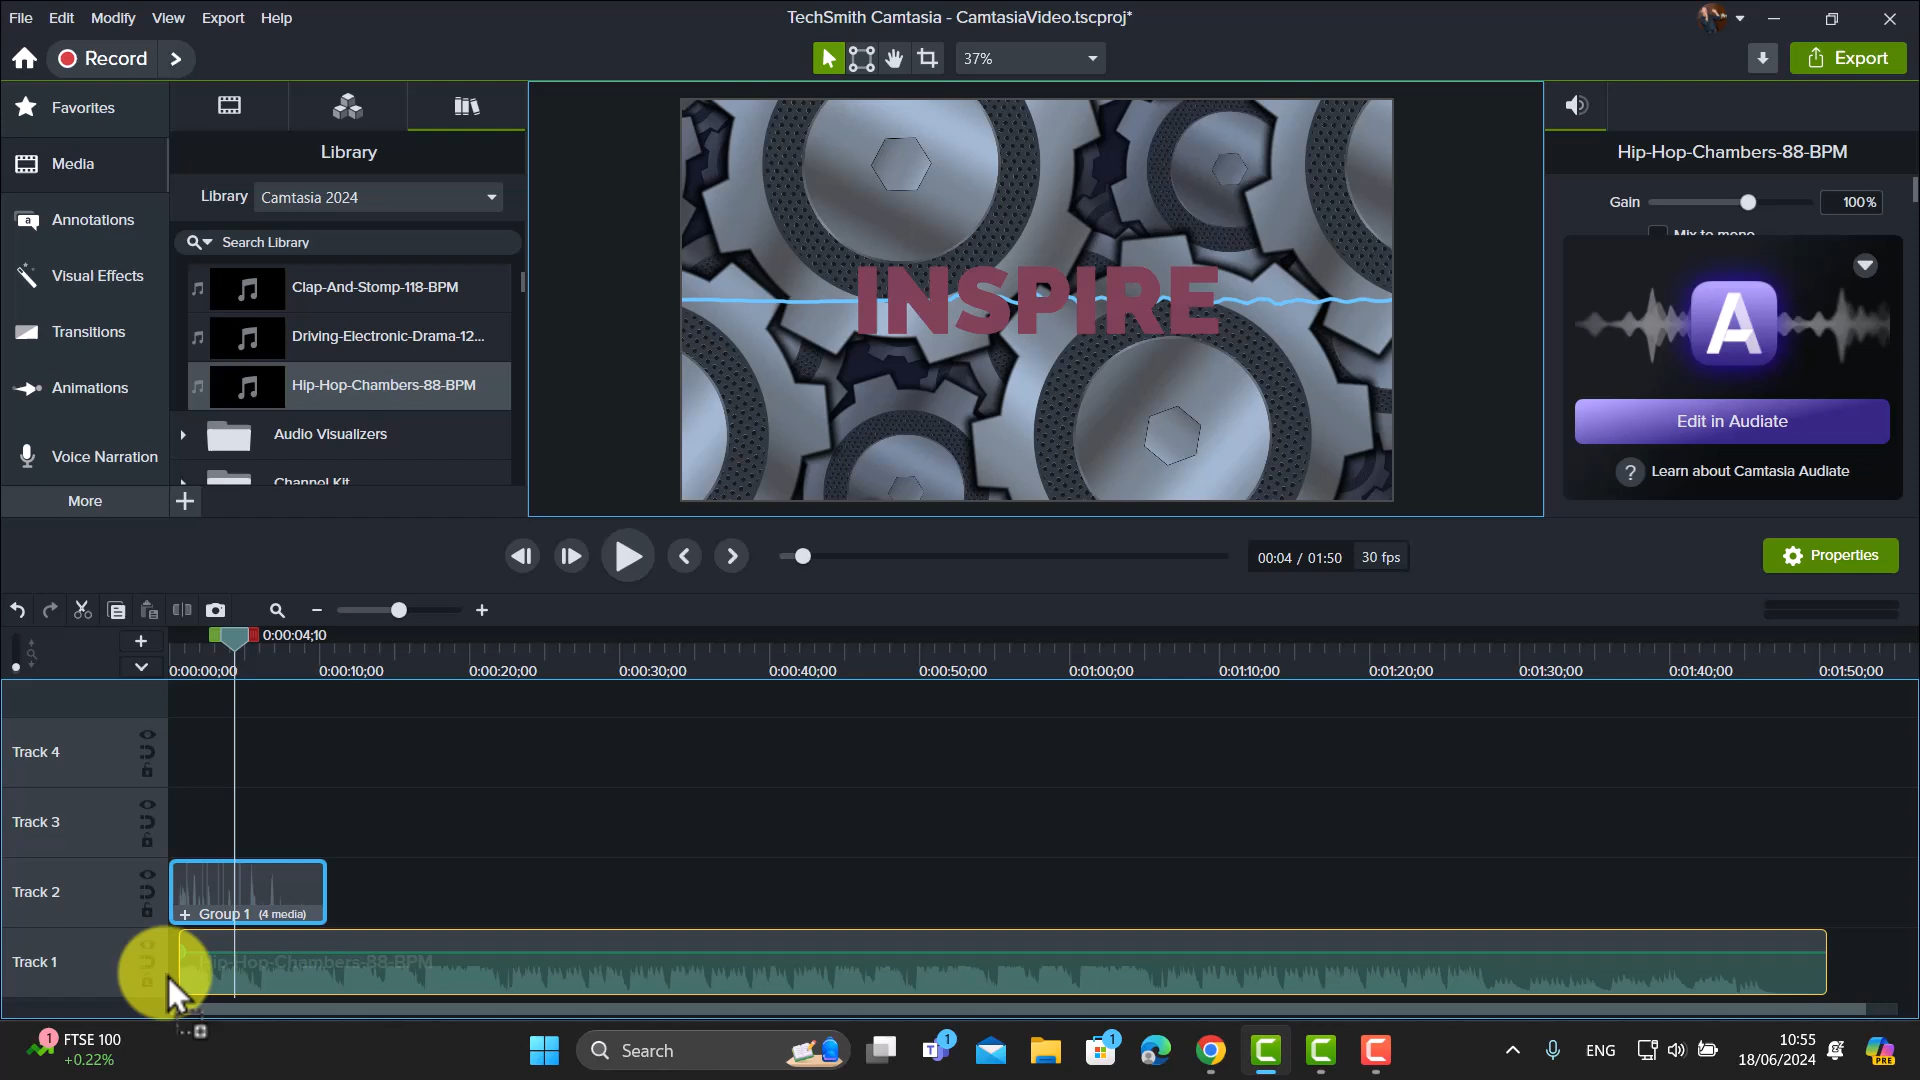 File Edit Modify View Export Help
TechSmith Camtasia - CamtasiaVideo.tscproj*
Record
37%
Export
Favorites
Media
Annotations
Visual Effects
Transitions
Animations
Voice Narration
More
Library
Library Camtasia 2024
Search Library
Clap-And-Stomp-118-BPM
Driving-Electronic-Drama-12...
Hip-Hop-Chambers-88-BPM
Audio Visualizers
Channel Kit
INSPIRE
Hip-Hop-Chambers-88-BPM
Gain 100%
Mix to mono
A
Edit in Audiate
? Learn about Camtasia Audiate
00:04 / 01:50 30 fps
Properties
0:00:04;10
0:00:00;00 0:00:10;00 0:00:20;00 0:00:30;00 0:00:40;00 0:00:50;00 0:01:00;00 0:01:10;00 0:01:20;00 0:01:30;00 0:01:40;00 0:01:50;00
Track 4
Track 3
Track 2
+ Group 1 (4 media)
Track 1
Hip-Hop-Chambers-88-BPM
1 FTSE 100
+0.22%
Search
1
1
ENG
10:55
18/06/2024
PRE